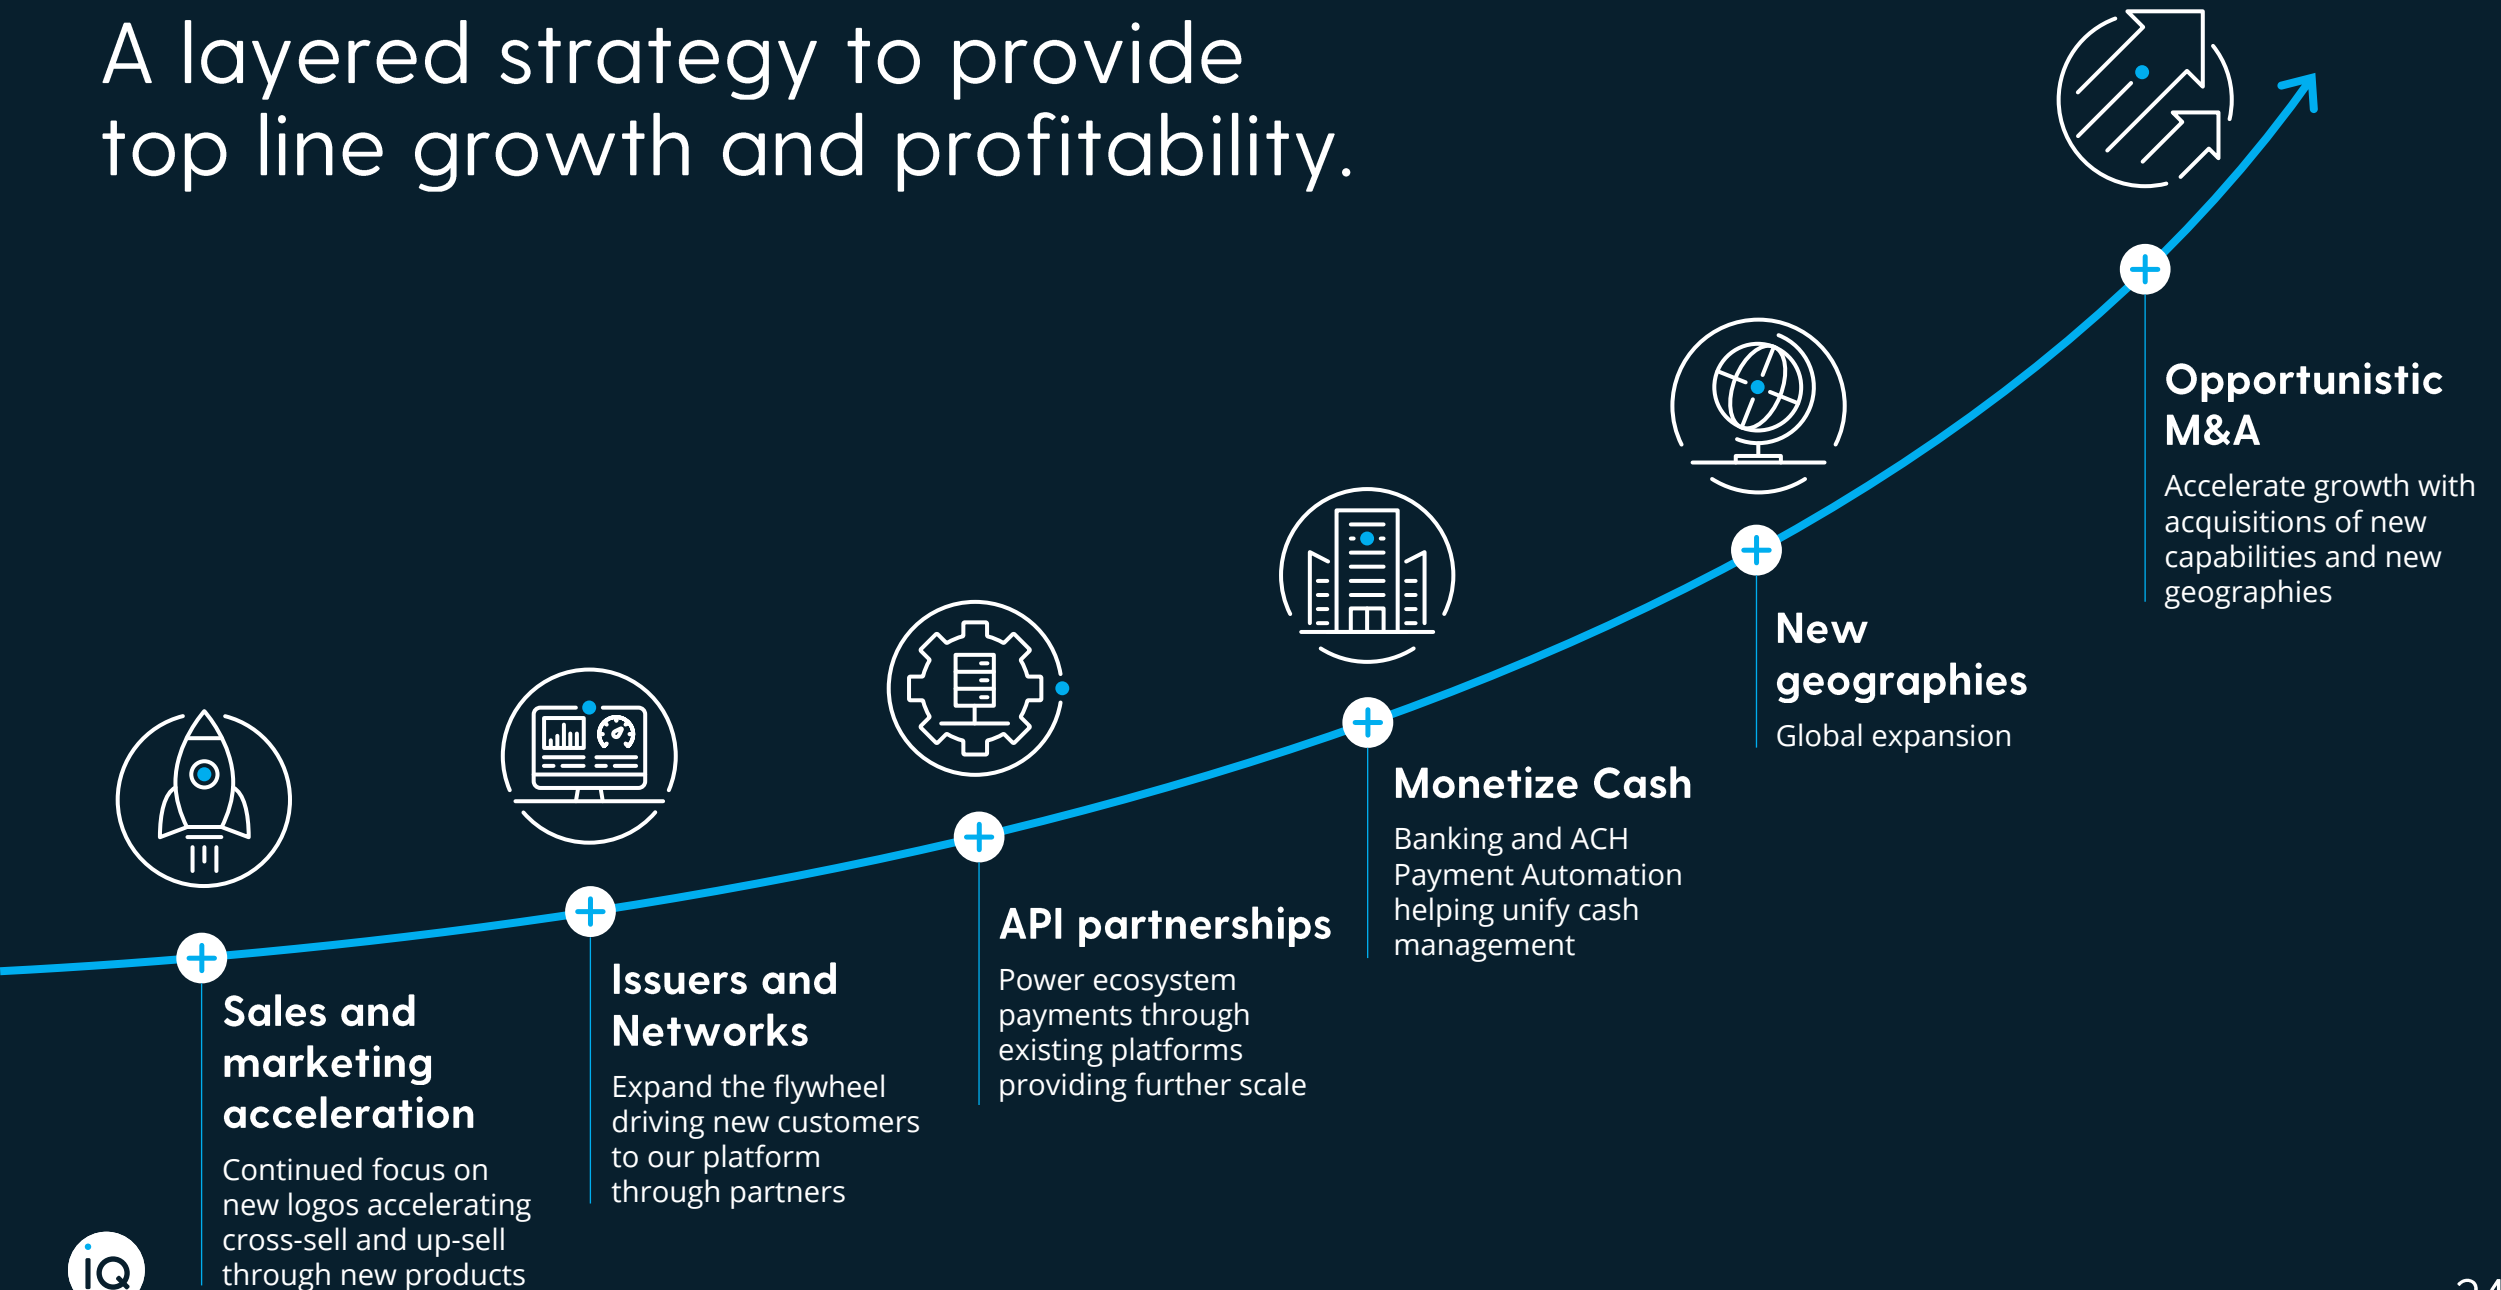 A layered strategy to provide
top line growth and profitability.
Sales and
marketing
acceleration
Continued focus on
new logos accelerating
cross-sell and up-sell
through new products
Issuers and
Networks
Expand the flywheel
driving new customers
to our platform
through partners
API partnerships
Power ecosystem
payments through
existing platforms
providing further scale
Monetize Cash
Banking and ACH
Payment Automation
helping unify cash
management
New
geographies
Global expansion
Opportunistic
M&A
Accelerate growth with
acquisitions of new
capabilities and new
geographies
iQ